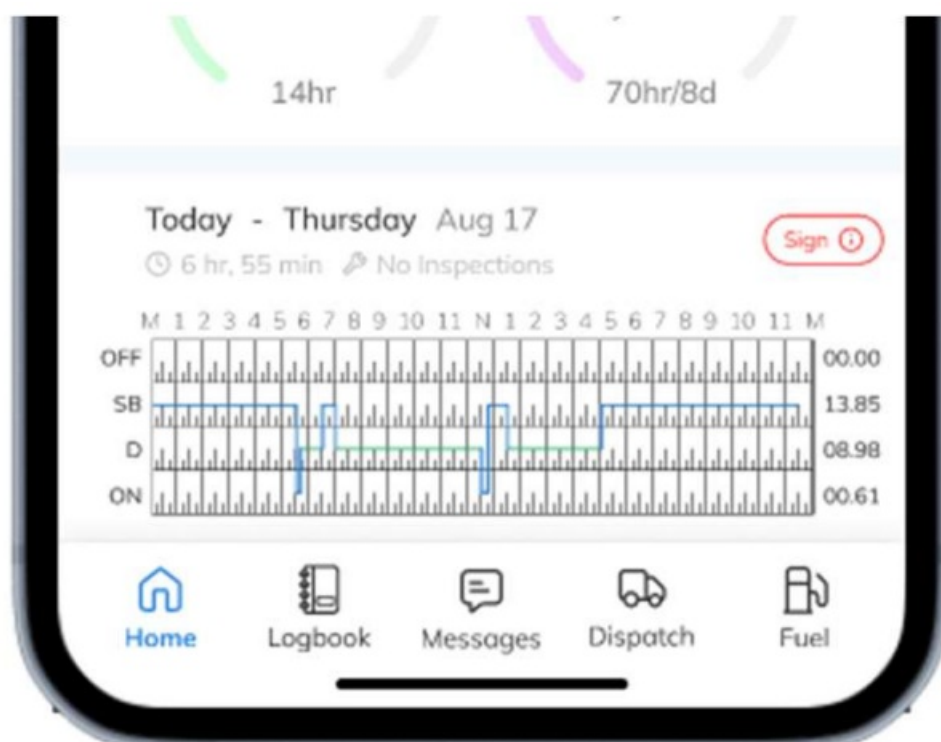 14hr 70hr/8d
Today - Thursday Aug 17
Sign
6 hr, 55 min No Inspections
M 1 2 3 4 5 6 7 8 9 10 11 N 1 2 3 4 5 6 7 8 9 10 11 M
OFF 00.00
SB 13.85
D 08.98
ON 00.61
Home Logbook Messages Dispatch Fuel